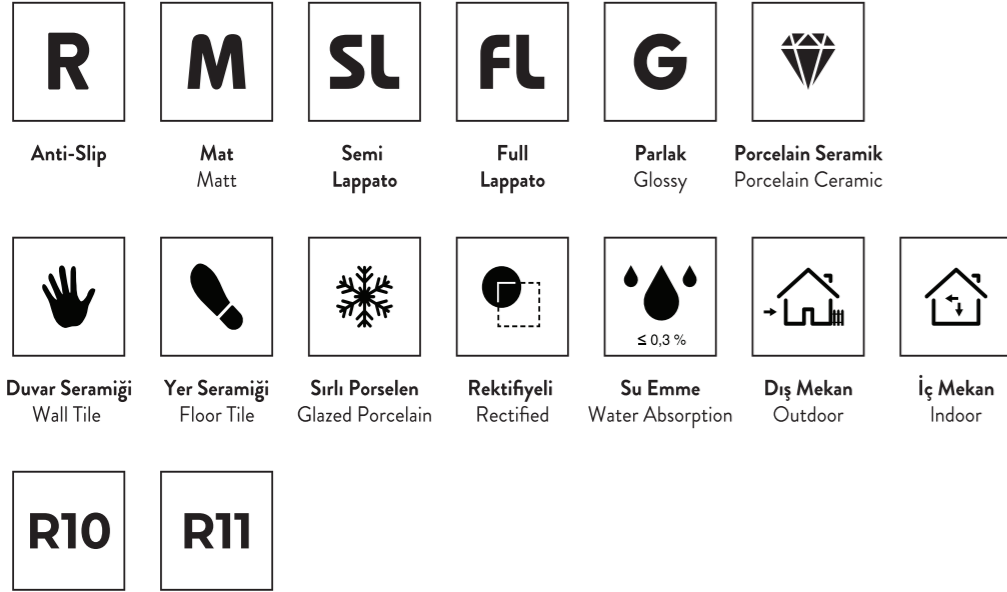 R
M
SL
FL
G
Anti-Slip
Mat
Matt
Semi
Lappato
Full
Lappato
Parlak
Glossy
Porcelain Seramik
Porcelain Ceramic
≤ 0,3 %
Duvar Seramiği
Wall Tile
Yer Seramiği
Floor Tile
Sırlı Porselen
Glazed Porcelain
Rektifiyeli
Rectified
Su Emme
Water Absorption
Dış Mekan
Outdoor
İç Mekan
Indoor
R10
R11